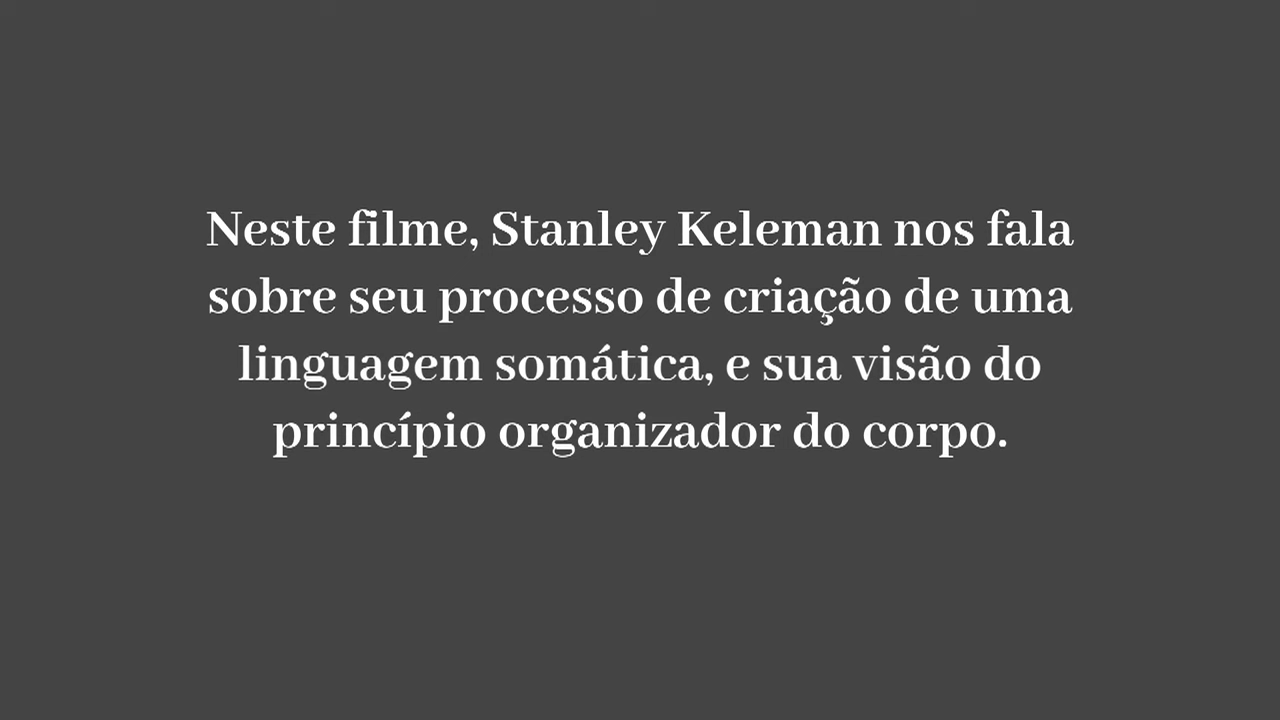 Neste filme, Stanley Keleman nos fala
sobre seu processo de criação de uma
linguagem somática, e sua visão do
princípio organizador do corpo.